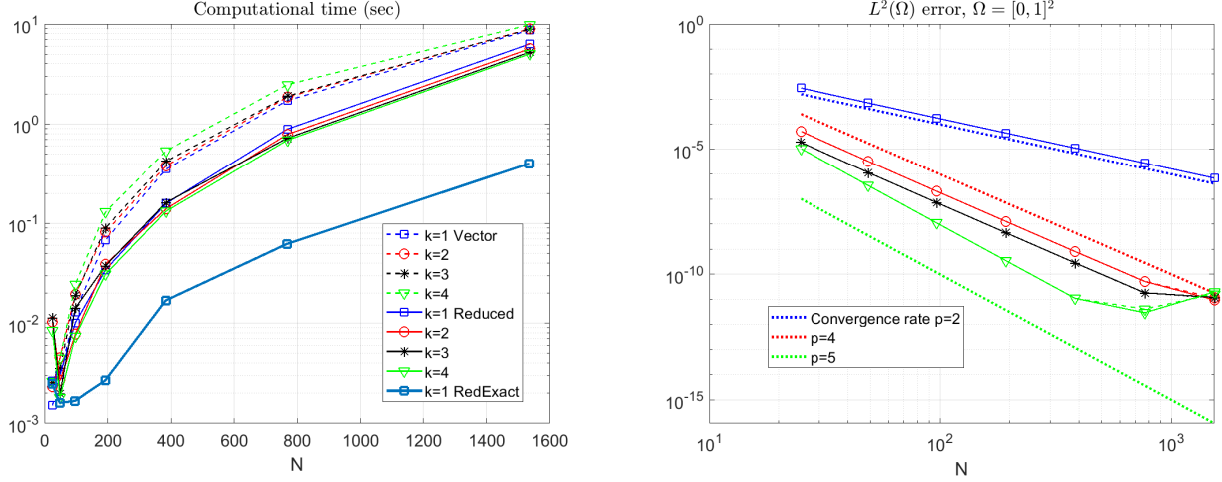 Computational time (sec)
10^1
10^0
10^-1
10^-2
10^-3
0
200
400
600
800
1000
1200
1400
1600
N
k=1 Vector
k=2
k=3
k=4
k=1 Reduced
k=2
k=3
k=4
k=1 RedExact
L^2(Ω) error, Ω = [0, 1]^2
10^0
10^-5
10^-10
10^-15
10^1
10^2
10^3
N
Convergence rate p=2
p=4
p=5